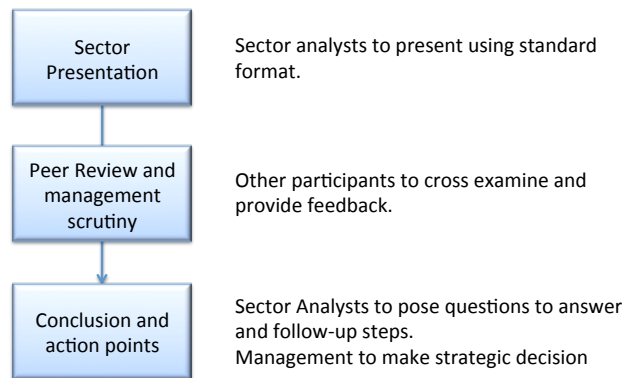 Sector
Presentation
Sector analysts to present using standard
format.
Peer Review and
management
scrutiny
Other participants to cross examine and
provide feedback.
Conclusion and
action points
Sector Analysts to pose questions to answer
and follow-up steps.
Management to make strategic decision